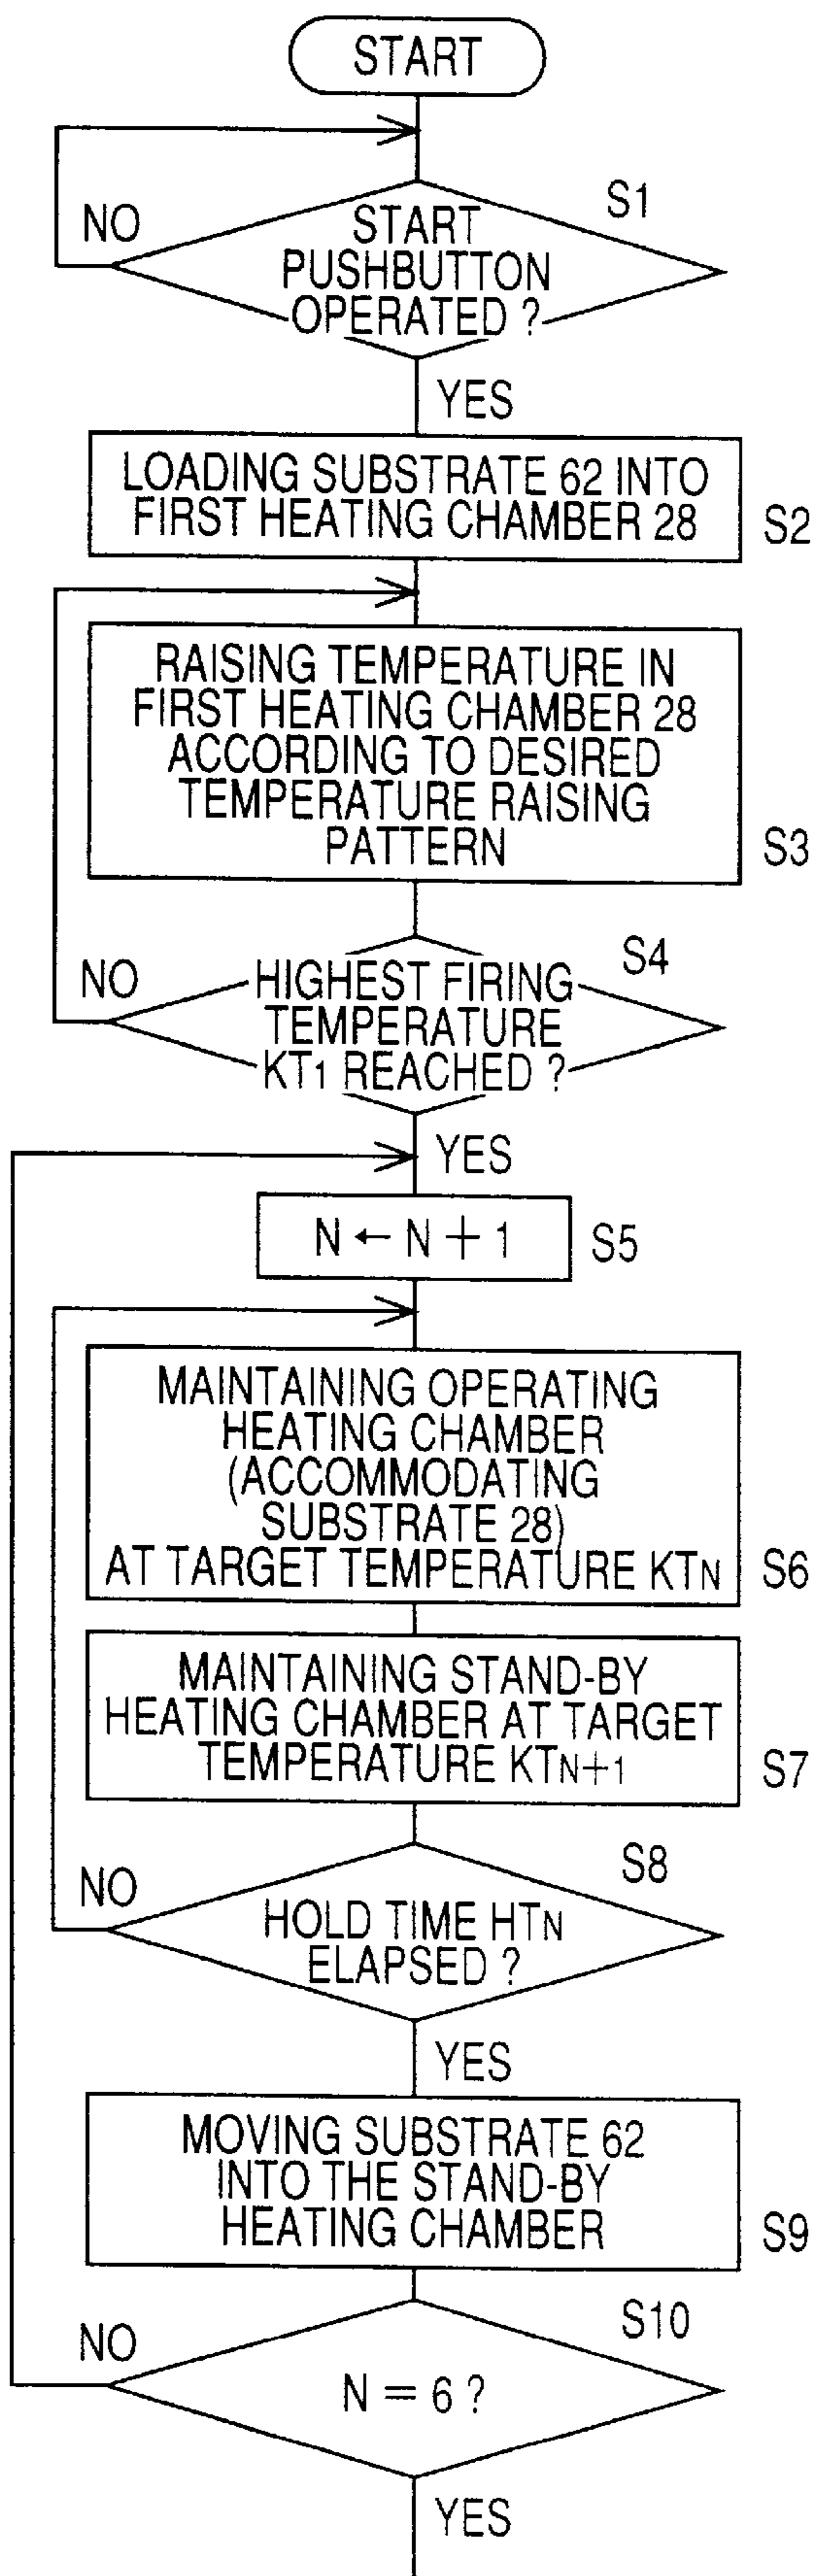 START
NO
S1
START
PUSHBUTTON
OPERATED ?
YES
LOADING SUBSTRATE 62 INTO
FIRST HEATING CHAMBER 28
S2
RAISING TEMPERATURE IN
FIRST HEATING CHAMBER 28
ACCORDING TO DESIRED
TEMPERATURE RAISING
PATTERN
S3
S4
NO
HIGHEST FIRING
TEMPERATURE
KT1 REACHED ?
YES
N ← N + 1
S5
MAINTAINING OPERATING
HEATING CHAMBER
(ACCOMMODATING
SUBSTRATE 28)
AT TARGET TEMPERATURE KTN
S6
MAINTAINING STAND-BY
HEATING CHAMBER AT TARGET
TEMPERATURE KTN+1
S7
S8
NO
HOLD TIME HTN
ELAPSED ?
YES
MOVING SUBSTRATE 62
INTO THE STAND-BY
HEATING CHAMBER
S9
S10
NO
N = 6 ?
YES